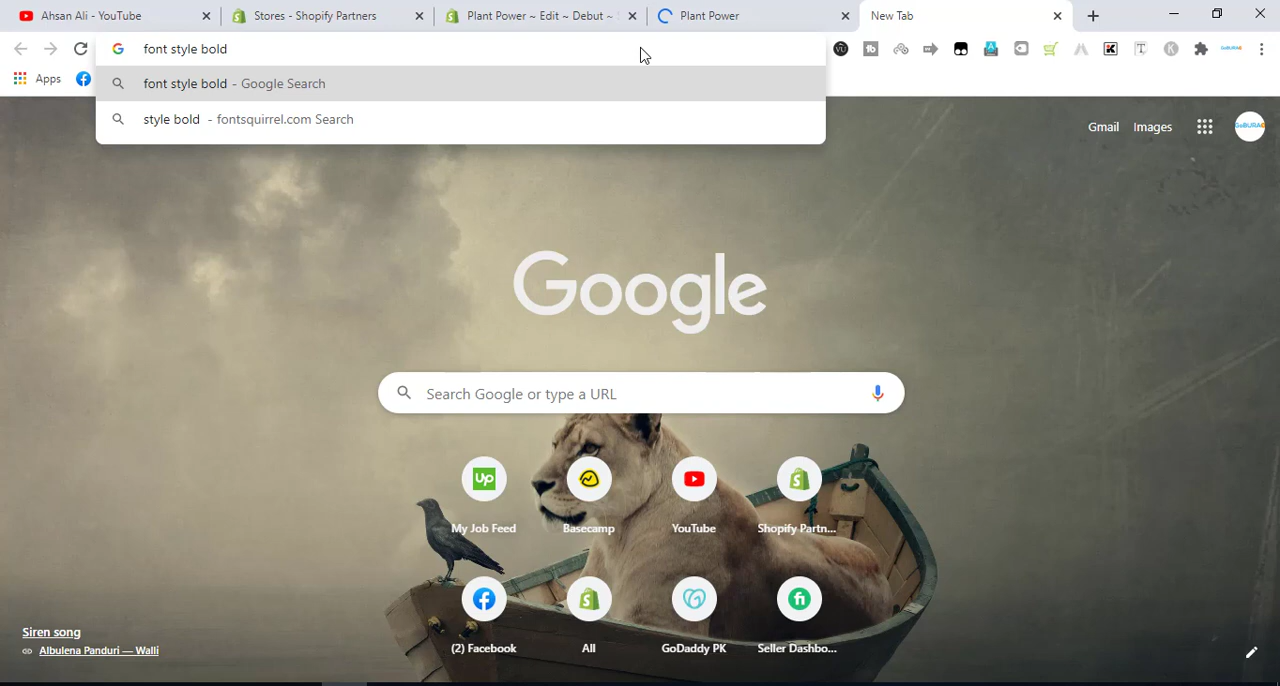 Ahsan Ali - YouTube
Stores - Shopify Partners
Plant Power ~ Edit ~ Debut ~
Plant Power
New Tab
font style bold
Apps
font style bold - Google Search
style bold - fontsquirrel.com Search
Gmail Images
Google
Search Google or type a URL
My Job Feed
Basecamp
YouTube
Shopify Partn...
(2) Facebook
All
GoDaddy PK
Seller Dashbo...
Siren song
Albulena Panduri — Walli